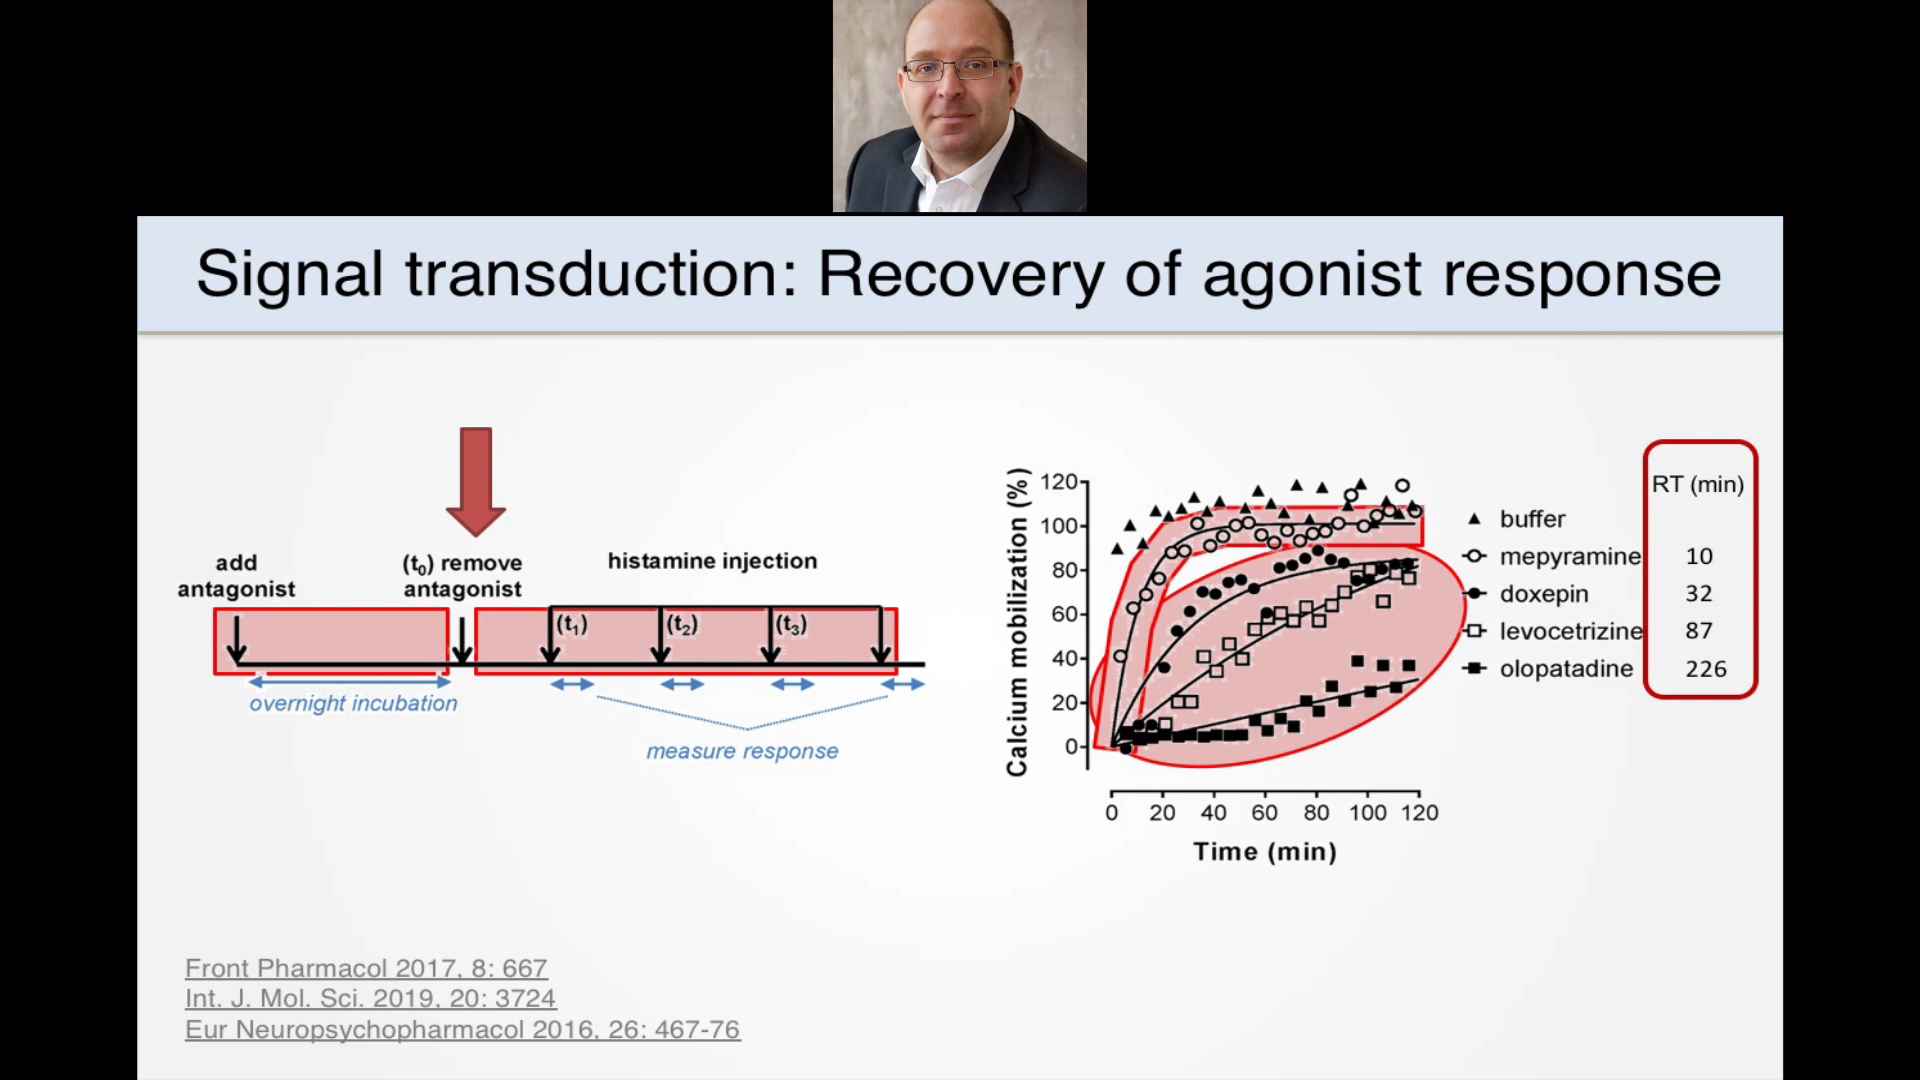 Signal transduction: Recovery of agonist response
add
antagonist
(t0) remove
antagonist
histamine injection
(t1)
(t2)
(t3)
overnight incubation
measure response
Calcium mobilization (%)
120
100
80
60
40
20
0
0 20 40 60 80 100 120
Time (min)
RT (min)
buffer
mepyramine 10
doxepin 32
levocetrizine 87
olopatadine 226
Front Pharmacol 2017, 8: 667
Int. J. Mol. Sci. 2019, 20: 3724
Eur Neuropsychopharmacol 2016, 26: 467-76